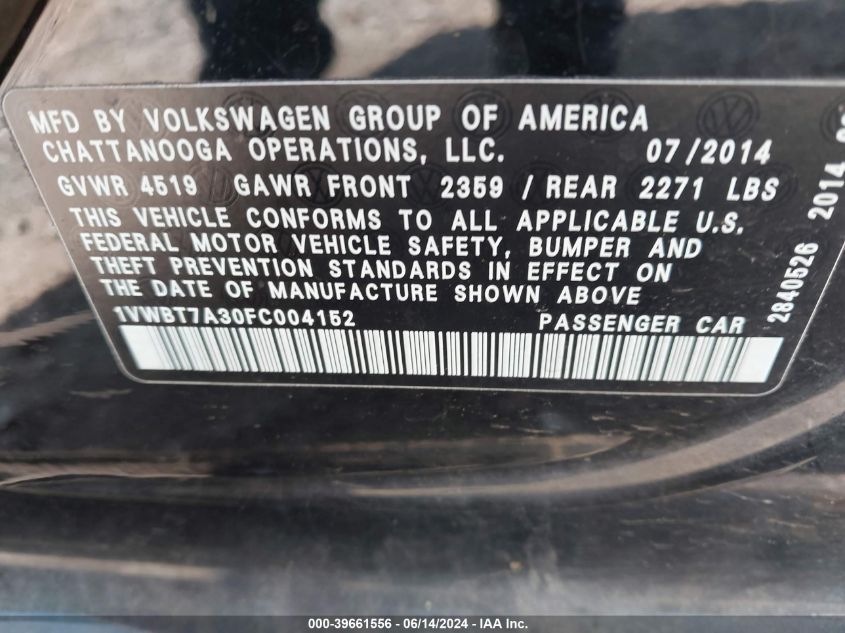 MFD BY VOLKSWAGEN GROUP OF AMERICA
CHATTANOOGA OPERATIONS, LLC. 07/2014
GVWR 4519 GAWR FRONT 2359 / REAR 2271 LBS
THIS VEHICLE CONFORMS TO ALL APPLICABLE U.S.
FEDERAL MOTOR VEHICLE SAFETY, BUMPER AND
THEFT PREVENTION STANDARDS IN EFFECT ON
THE DATE OF MANUFACTURE SHOWN ABOVE
1VWBT7A30FC004152 PASSENGER CAR
2840526 2014
000-39661556 - 06/14/2024 - IAA Inc.